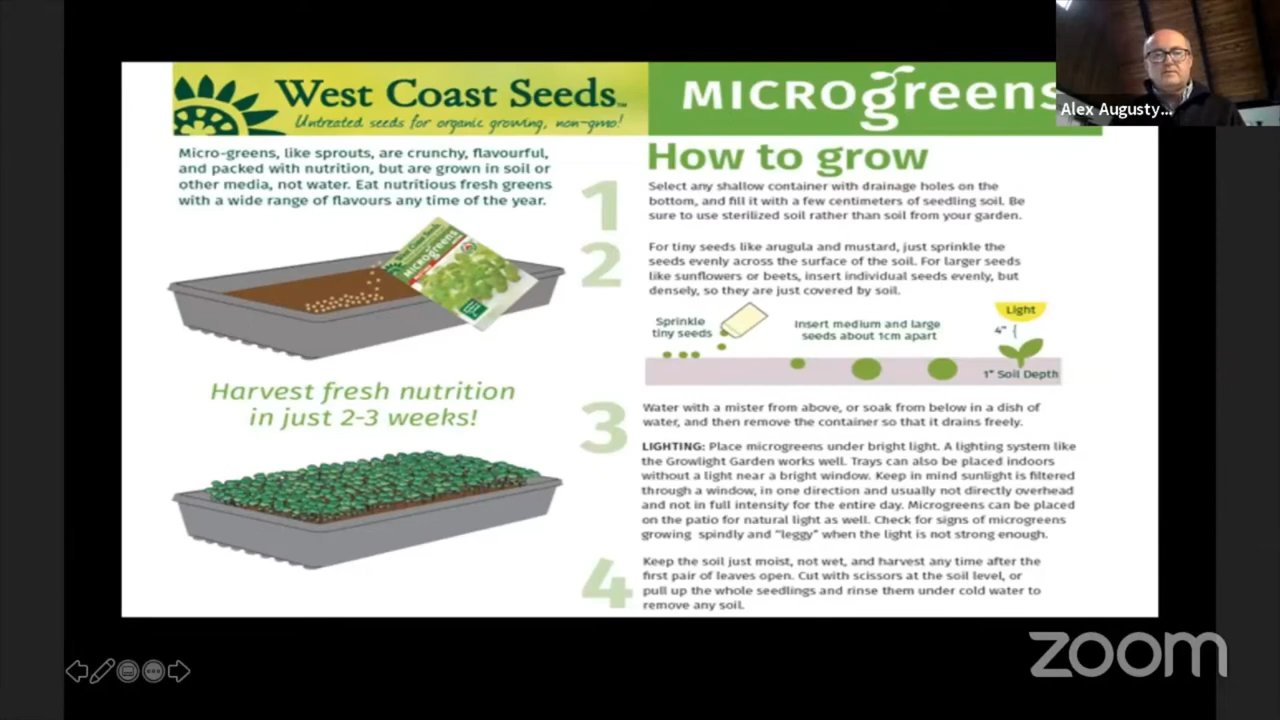 West Coast Seeds™
Untreated seeds for organic growing, non-gmo!
MICROgreens
Alex Augusty...
Micro-greens, like sprouts, are crunchy, flavourful,
and packed with nutrition, but are grown in soil or
other media, not water. Eat nutritious fresh greens
with a wide range of flavours any time of the year.
microgreens
Harvest fresh nutrition
in just 2-3 weeks!
How to grow
1
Select any shallow container with drainage holes on the
bottom, and fill it with a few centimeters of seedling soil. Be
sure to use sterilized soil rather than soil from your garden.
2
For tiny seeds like arugula and mustard, just sprinkle the
seeds evenly across the surface of the soil. For larger seeds
like sunflowers or beets, insert individual seeds evenly, but
densely, so they are just covered by soil.
Sprinkle
tiny seeds
Insert medium and large
seeds about 1cm apart
Light
4"
1" Soil Depth
3
Water with a mister from above, or soak from below in a dish of
water, and then remove the container so that it drains freely.
LIGHTING: Place microgreens under bright light. A lighting system like
the Growlight Garden works well. Trays can also be placed indoors
without a light near a bright window. Keep in mind sunlight is filtered
through a window, in one direction and usually not directly overhead
and not in full intensity for the entire day. Microgreens can be placed
on the patio for natural light as well. Check for signs of microgreens
growing spindly and "leggy" when the light is not strong enough.
4
Keep the soil just moist, not wet, and harvest any time after the
first pair of leaves open. Cut with scissors at the soil level, or
pull up the whole seedlings and rinse them under cold water to
remove any soil.
zoom